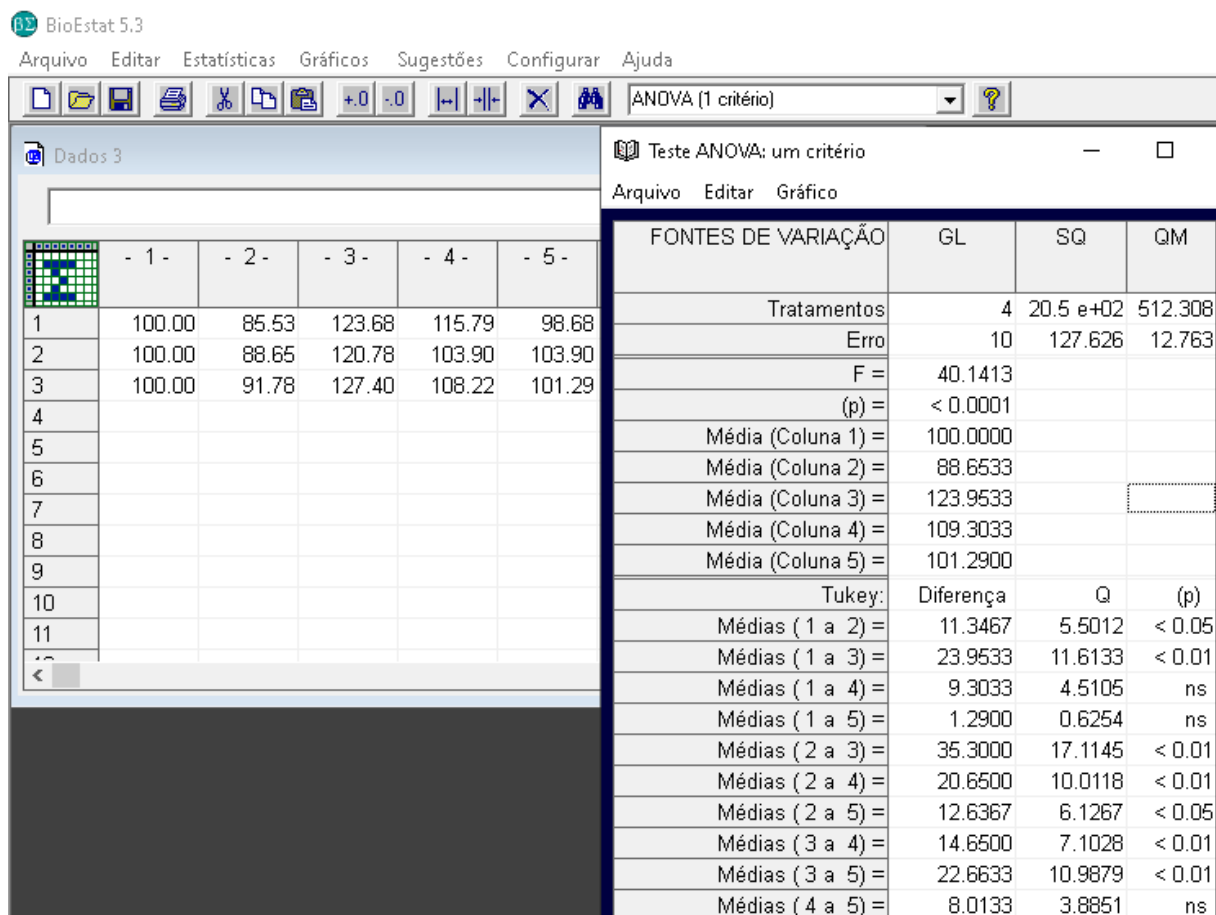 BioEstat 5.3
Arquivo Editar Estatísticas Gráficos Sugestões Configurar Ajuda
+.0 -.0 ANOVA (1 critério)
Dados 3
- 1 - - 2 - - 3 - - 4 - - 5 -
1 100.00 85.53 123.68 115.79 98.68
2 100.00 88.65 120.78 103.90 103.90
3 100.00 91.78 127.40 108.22 101.29
4
5
6
7
8
9
10
11
Teste ANOVA: um critério
Arquivo Editar Gráfico
FONTES DE VARIAÇÃO GL SQ QM
Tratamentos 4 20.5 e+02 512.308
Erro 10 127.626 12.763
F = 40.1413
(p) = < 0.0001
Média (Coluna 1) = 100.0000
Média (Coluna 2) = 88.6533
Média (Coluna 3) = 123.9533
Média (Coluna 4) = 109.3033
Média (Coluna 5) = 101.2900
Tukey: Diferença Q (p)
Médias ( 1 a 2) = 11.3467 5.5012 < 0.05
Médias ( 1 a 3) = 23.9533 11.6133 < 0.01
Médias ( 1 a 4) = 9.3033 4.5105 ns
Médias ( 1 a 5) = 1.2900 0.6254 ns
Médias ( 2 a 3) = 35.3000 17.1145 < 0.01
Médias ( 2 a 4) = 20.6500 10.0118 < 0.01
Médias ( 2 a 5) = 12.6367 6.1267 < 0.05
Médias ( 3 a 4) = 14.6500 7.1028 < 0.01
Médias ( 3 a 5) = 22.6633 10.9879 < 0.01
Médias ( 4 a 5) = 8.0133 3.8851 ns